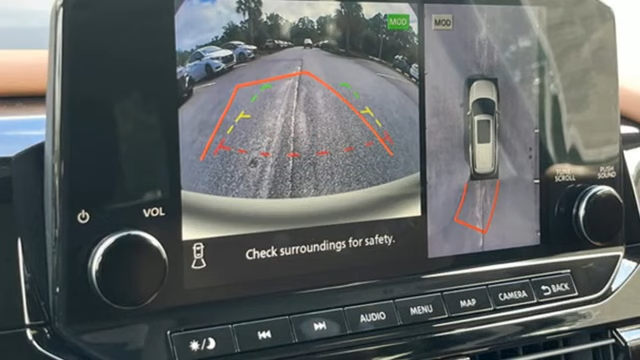 MOD
MOD
VOL
TUNE
SCROLL
PUSH
SOUND
Check surroundings for safety.
AUDIO
MENU
MAP
CAMERA
BACK